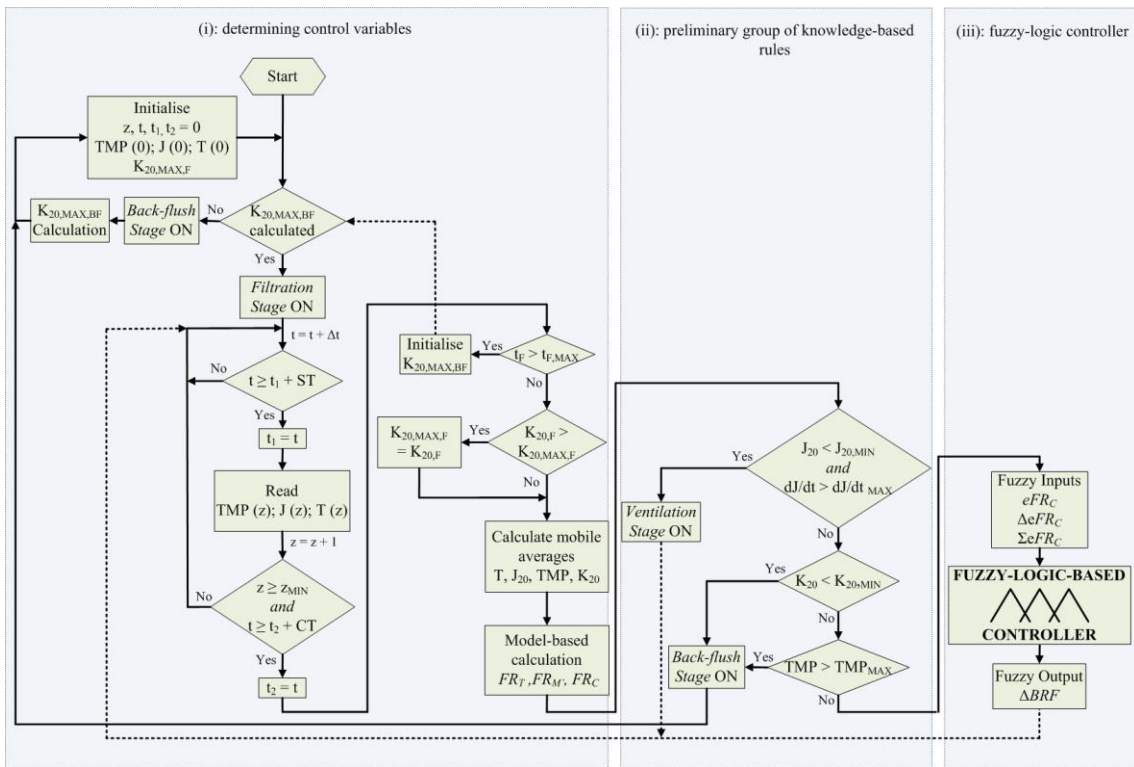 (i): determining control variables
Start
Initialise
z, t, t₁, t₂ = 0
TMP (0); J (0); T (0)
K₂₀,MAX,F
K₂₀,MAX,BF
calculated
No
Back-flush
Stage ON
K₂₀,MAX,BF
Calculation
Yes
Filtration
Stage ON
t = t + Δt
t ≥ t₁ + ST
No
Yes
t₁ = t
Read
TMP (z); J (z); T (z)
z = z + 1
z ≥ zMIN
and
t ≥ t₂ + CT
No
Yes
t₂ = t
tF > tF,MAX
Yes
Initialise
K₂₀,MAX,BF
No
K₂₀,F >
K₂₀,MAX,F
Yes
K₂₀,MAX,F
= K₂₀,F
No
Calculate mobile
averages
T, J₂₀, TMP, K₂₀
Model-based
calculation
FRT ,FRM, FRC
(ii): preliminary group of knowledge-based
rules
J₂₀ < J₂₀,MIN
and
dJ/dt > dJ/dt MAX
Yes
Ventilation
Stage ON
No
K₂₀ < K₂₀,MIN
Yes
No
TMP > TMPMAX
Yes
Back-flush
Stage ON
No
(iii): fuzzy-logic controller
Fuzzy Inputs
eFRC
ΔeFRC
ΣeFRC
FUZZY-LOGIC-BASED
CONTROLLER
Fuzzy Output
ΔBRF